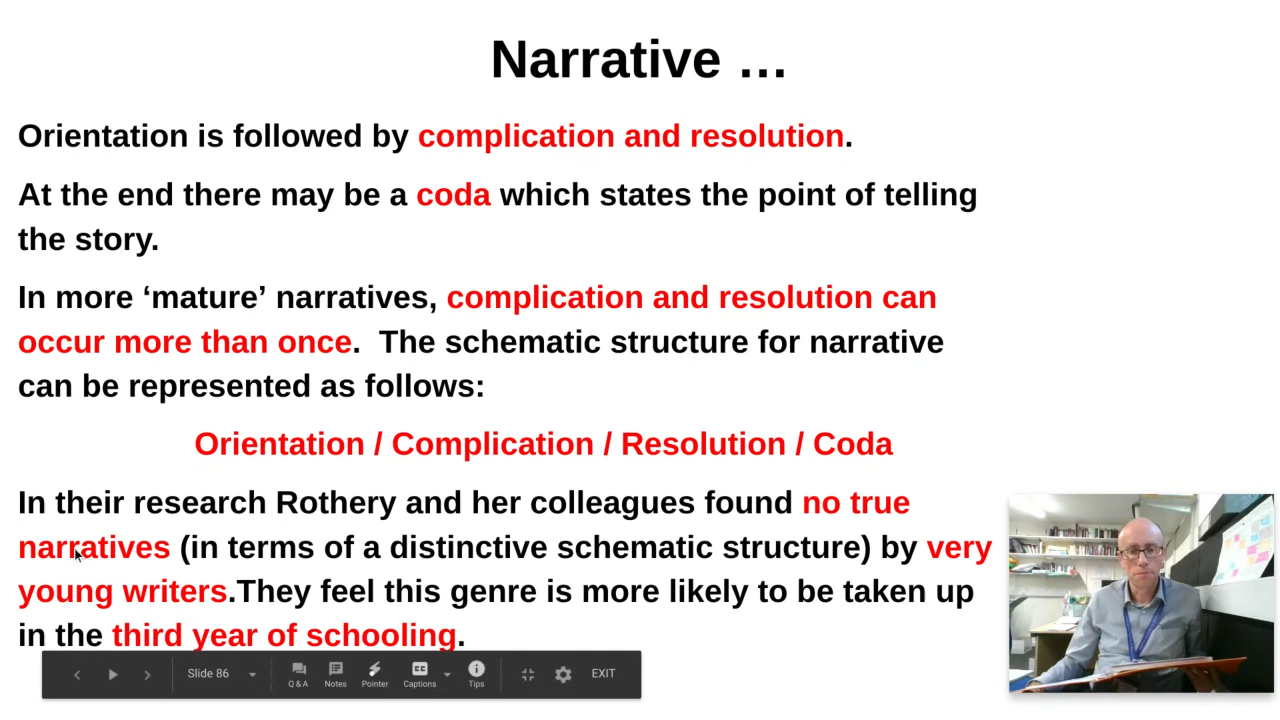 Narrative …
Orientation is followed by complication and resolution.
At the end there may be a coda which states the point of telling
the story.
In more ‘mature’ narratives, complication and resolution can
occur more than once.  The schematic structure for narrative
can be represented as follows:
Orientation / Complication / Resolution / Coda
In their research Rothery and her colleagues found no true
narratives (in terms of a distinctive schematic structure) by very
young writers.They feel this genre is more likely to be taken up
in the third year of schooling.
Slide 86
Q & A
Notes
Pointer
CC
Captions
Tips
EXIT